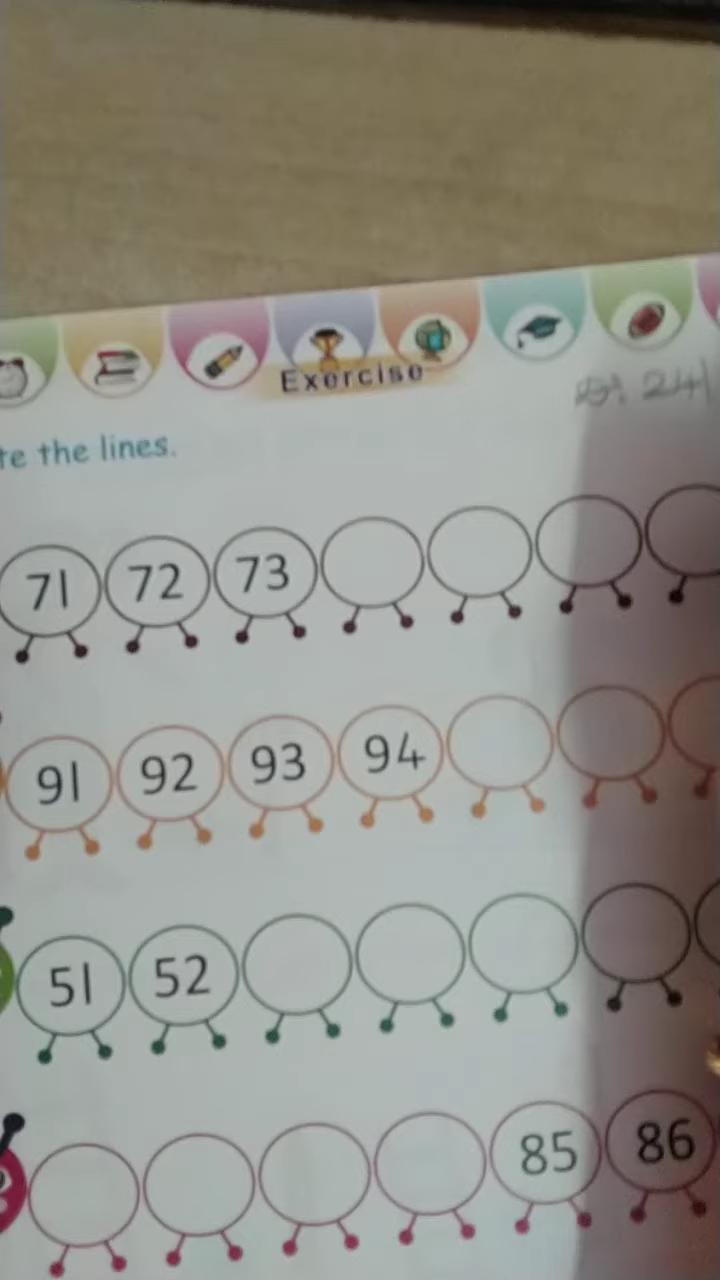 Exercise
te the lines.
71 72 73
91 92 93 94
51 52
85 86